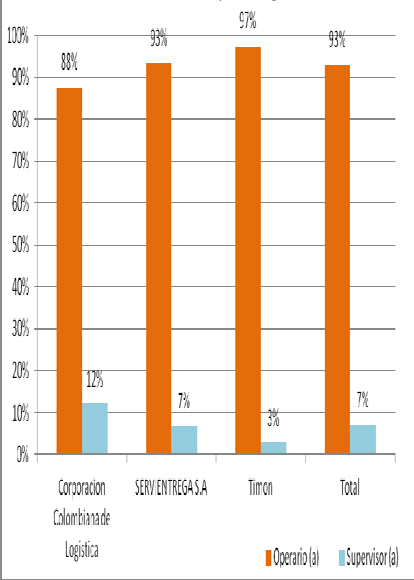 97%
93%
93%
88%
100%
90%
80%
70%
60%
50%
40%
30%
20%
10%
0%
12%
7%
3%
7%
Corporacion
Colombiana de
Logistica
SERVIENTREGA S.A
Timon
Total
Operario (a)
Supervisor (a)